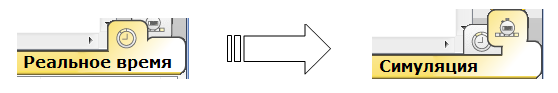 Реальное время
Симуляция